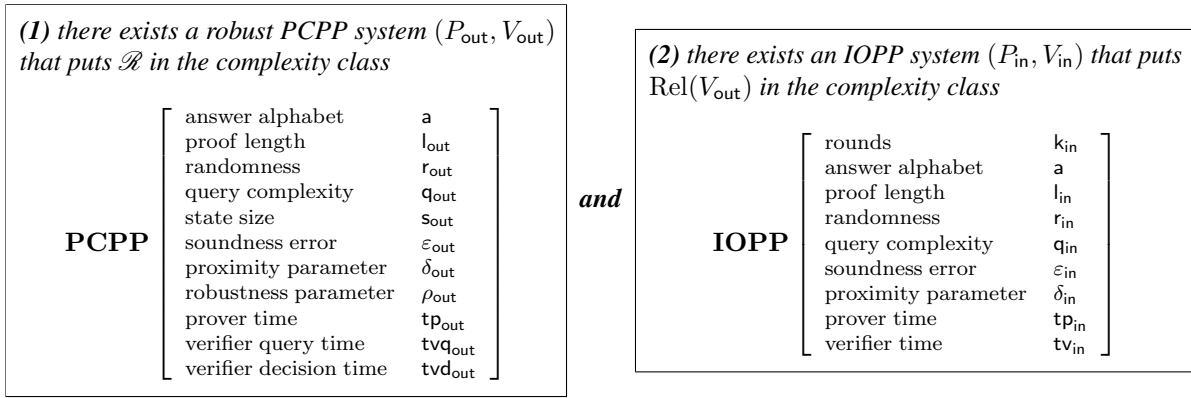 (1) there exists a robust PCPP system (P_out, V_out)
that puts ℛ in the complexity class
PCPP
answer alphabet a
proof length l_out
randomness r_out
query complexity q_out
state size s_out
soundness error ε_out
proximity parameter δ_out
robustness parameter ρ_out
prover time tp_out
verifier query time tvq_out
verifier decision time tvd_out
and
(2) there exists an IOPP system (P_in, V_in) that puts
Rel(V_out) in the complexity class
IOPP
rounds k_in
answer alphabet a
proof length l_in
randomness r_in
query complexity q_in
soundness error ε_in
proximity parameter δ_in
prover time tp_in
verifier time tv_in